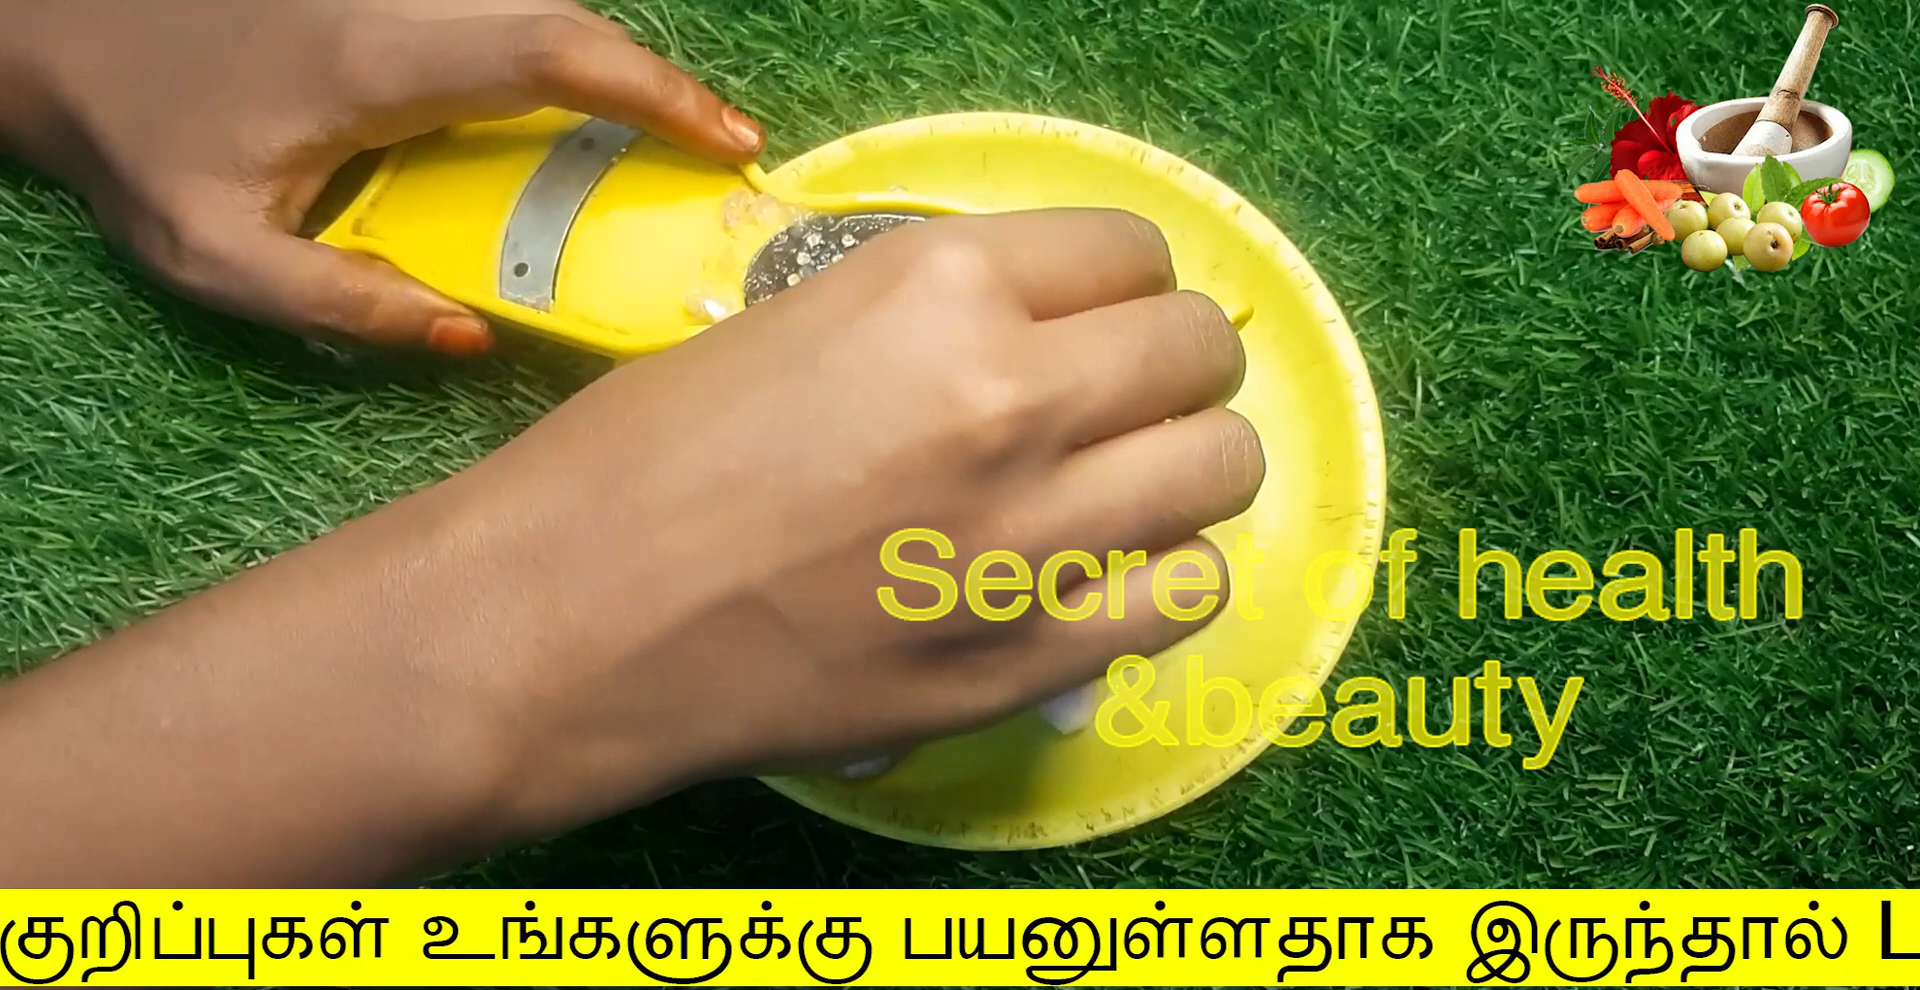 Secret of health
&beauty
குறிப்புகள் உங்களுக்கு பயனுள்ளதாக இருந்தால்